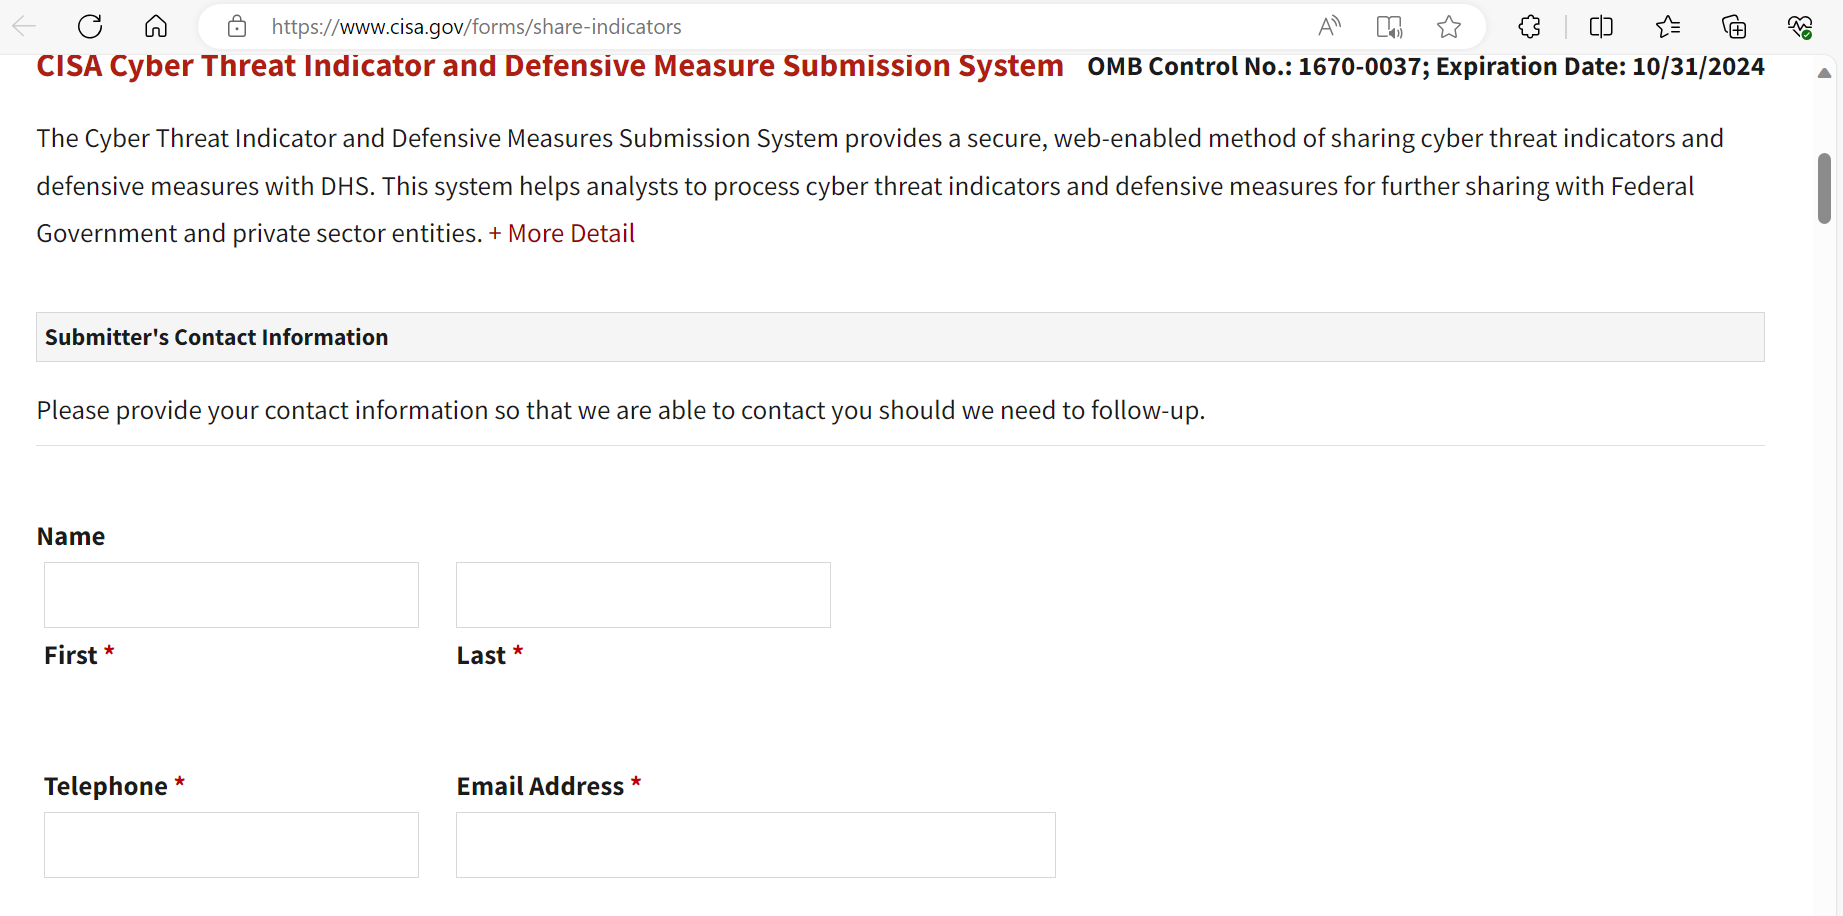 https://www.cisa.gov/forms/share-indicators
CISA Cyber Threat Indicator and Defensive Measure Submission System OMB Control No.: 1670-0037; Expiration Date: 10/31/2024
The Cyber Threat Indicator and Defensive Measures Submission System provides a secure, web-enabled method of sharing cyber threat indicators and
defensive measures with DHS. This system helps analysts to process cyber threat indicators and defensive measures for further sharing with Federal
Government and private sector entities. + More Detail
Submitter's Contact Information
Please provide your contact information so that we are able to contact you should we need to follow-up.
Name
First * Last *
Telephone * Email Address *